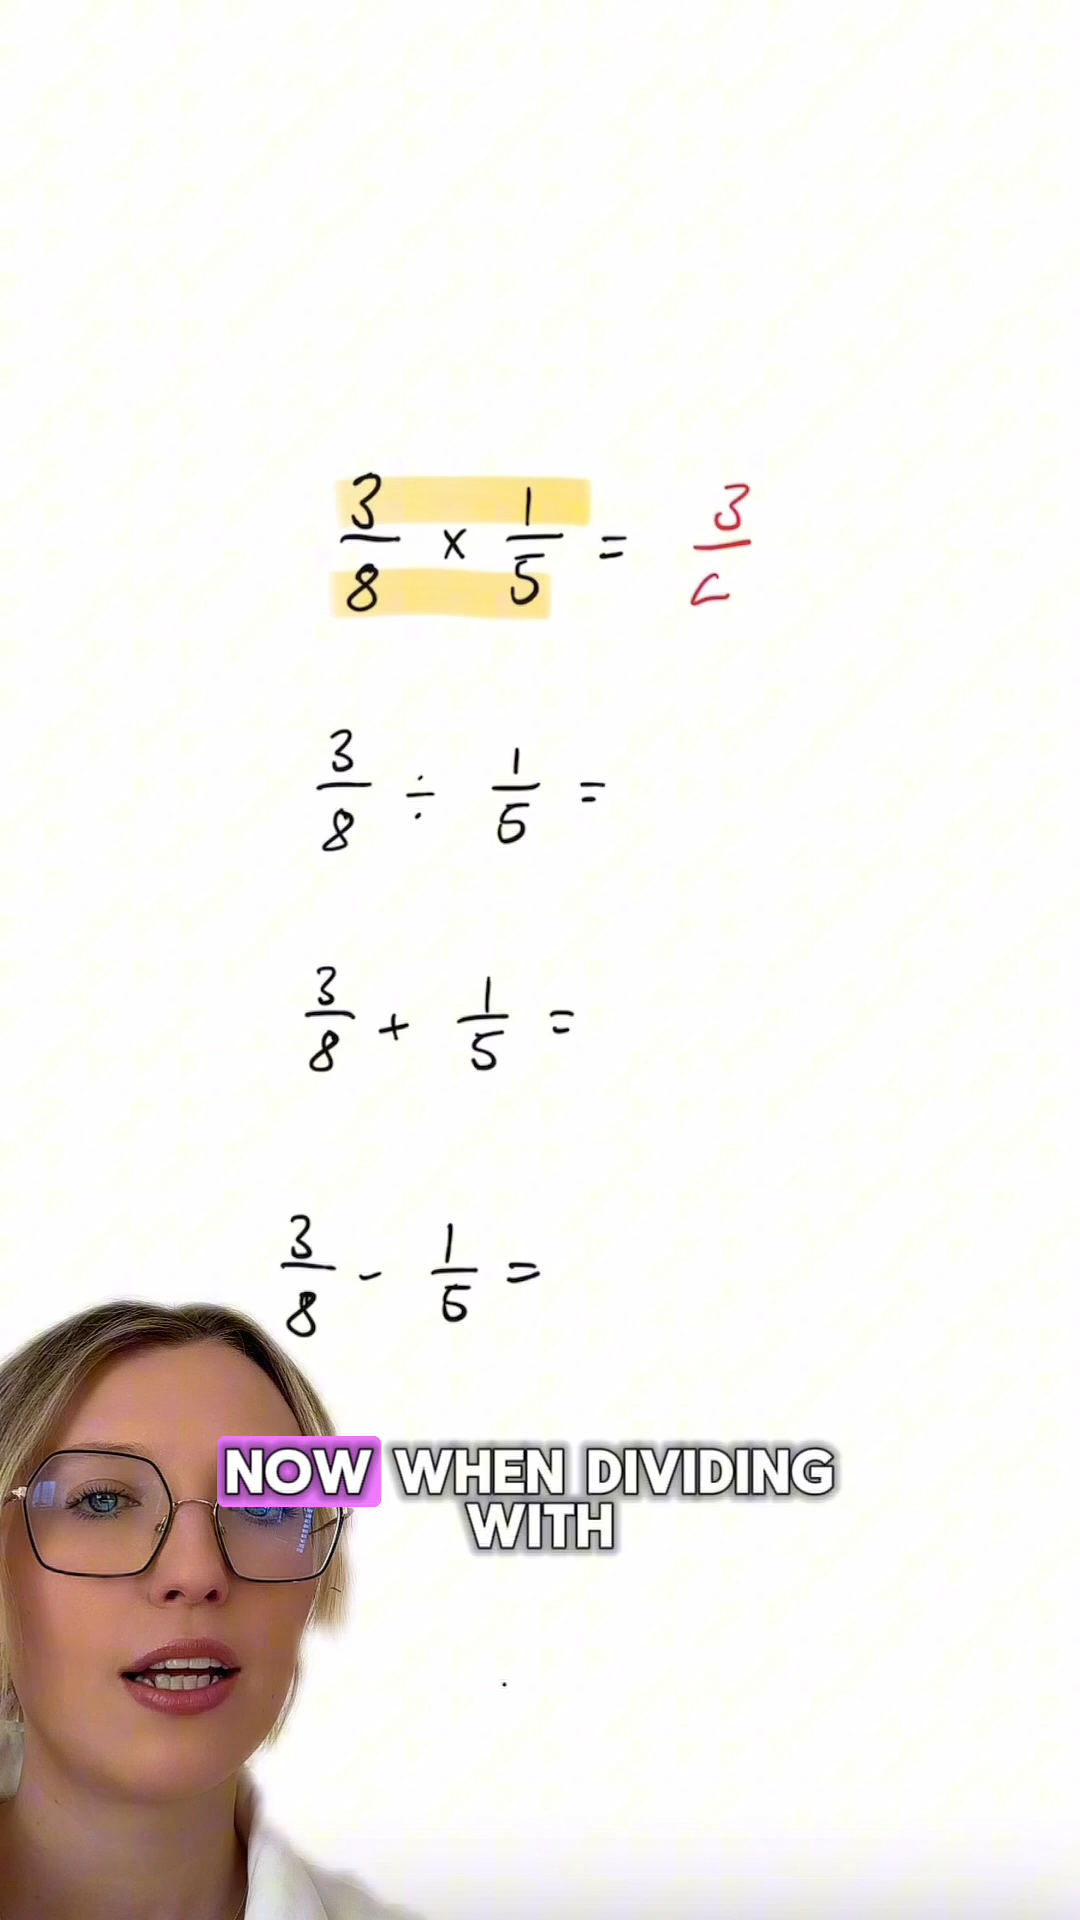 3/8 x 1/5 = 3/
3/8 ÷ 1/5 =
3/8 + 1/5 =
3/8 - 1/5 =
NOW WHEN DIVIDING
WITH